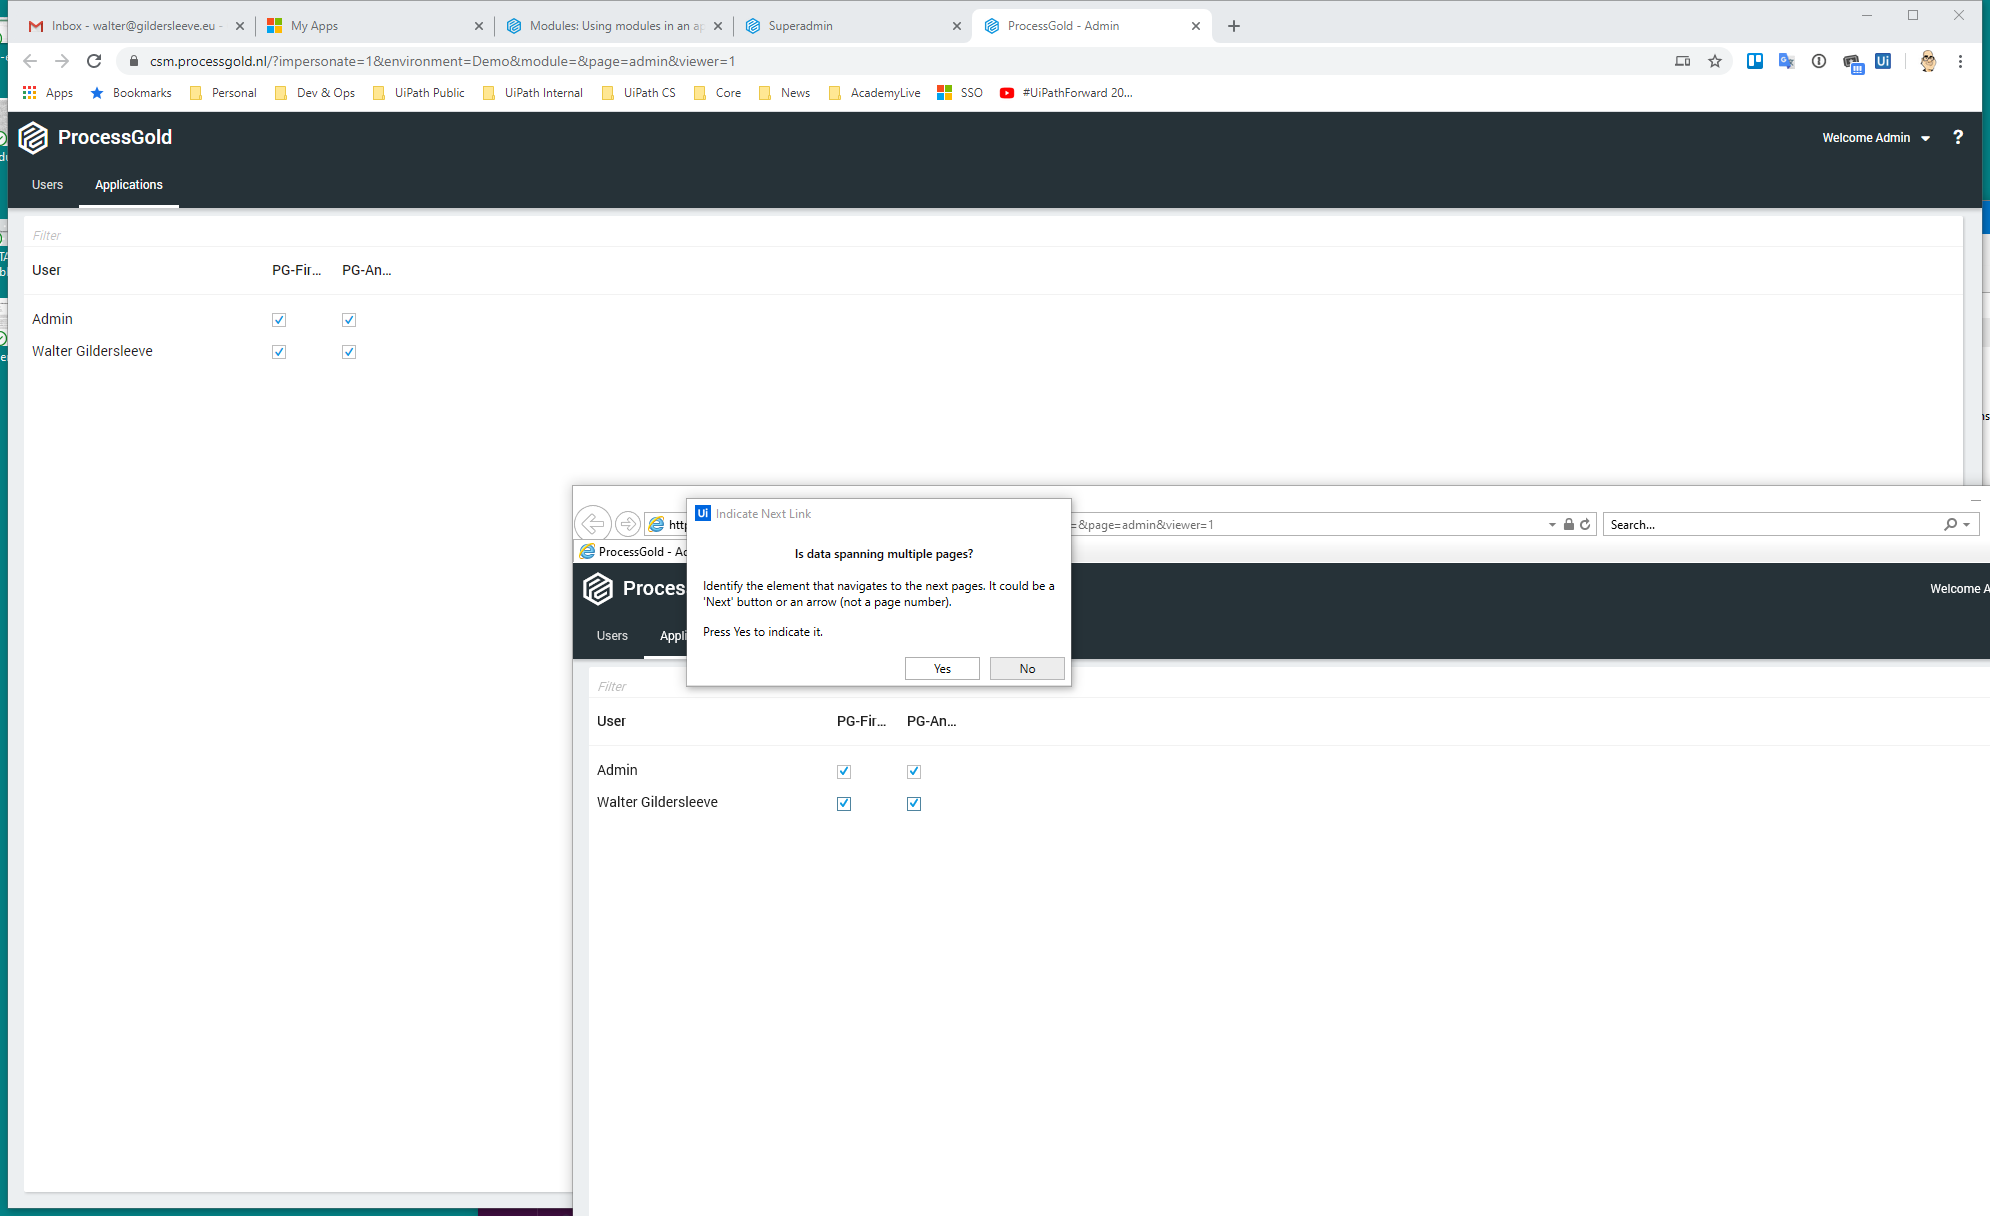 Inbox - walter@gildersleeve.eu -
My Apps
Modules: Using modules in an ap
Superadmin
ProcessGold - Admin
csm.processgold.nl/?impersonate=1&environment=Demo&module=&page=admin&viewer=1
Apps
Bookmarks
Personal
Dev & Ops
UiPath Public
UiPath Internal
UiPath CS
Core
News
AcademyLive
SSO
#UiPathForward 20...
ProcessGold
Welcome Admin
?
Users
Applications
Filter
User
PG-Fir...
PG-An...
Admin
Walter Gildersleeve
Ui Indicate Next Link
Is data spanning multiple pages?
Identify the element that navigates to the next pages. It could be a
'Next' button or an arrow (not a page number).
Press Yes to indicate it.
Yes
No
htt
=&page=admin&viewer=1
Search...
ProcessGold - Ad
Proces
Welcome A
Users
Appli
Filter
User
PG-Fir...
PG-An...
Admin
Walter Gildersleeve